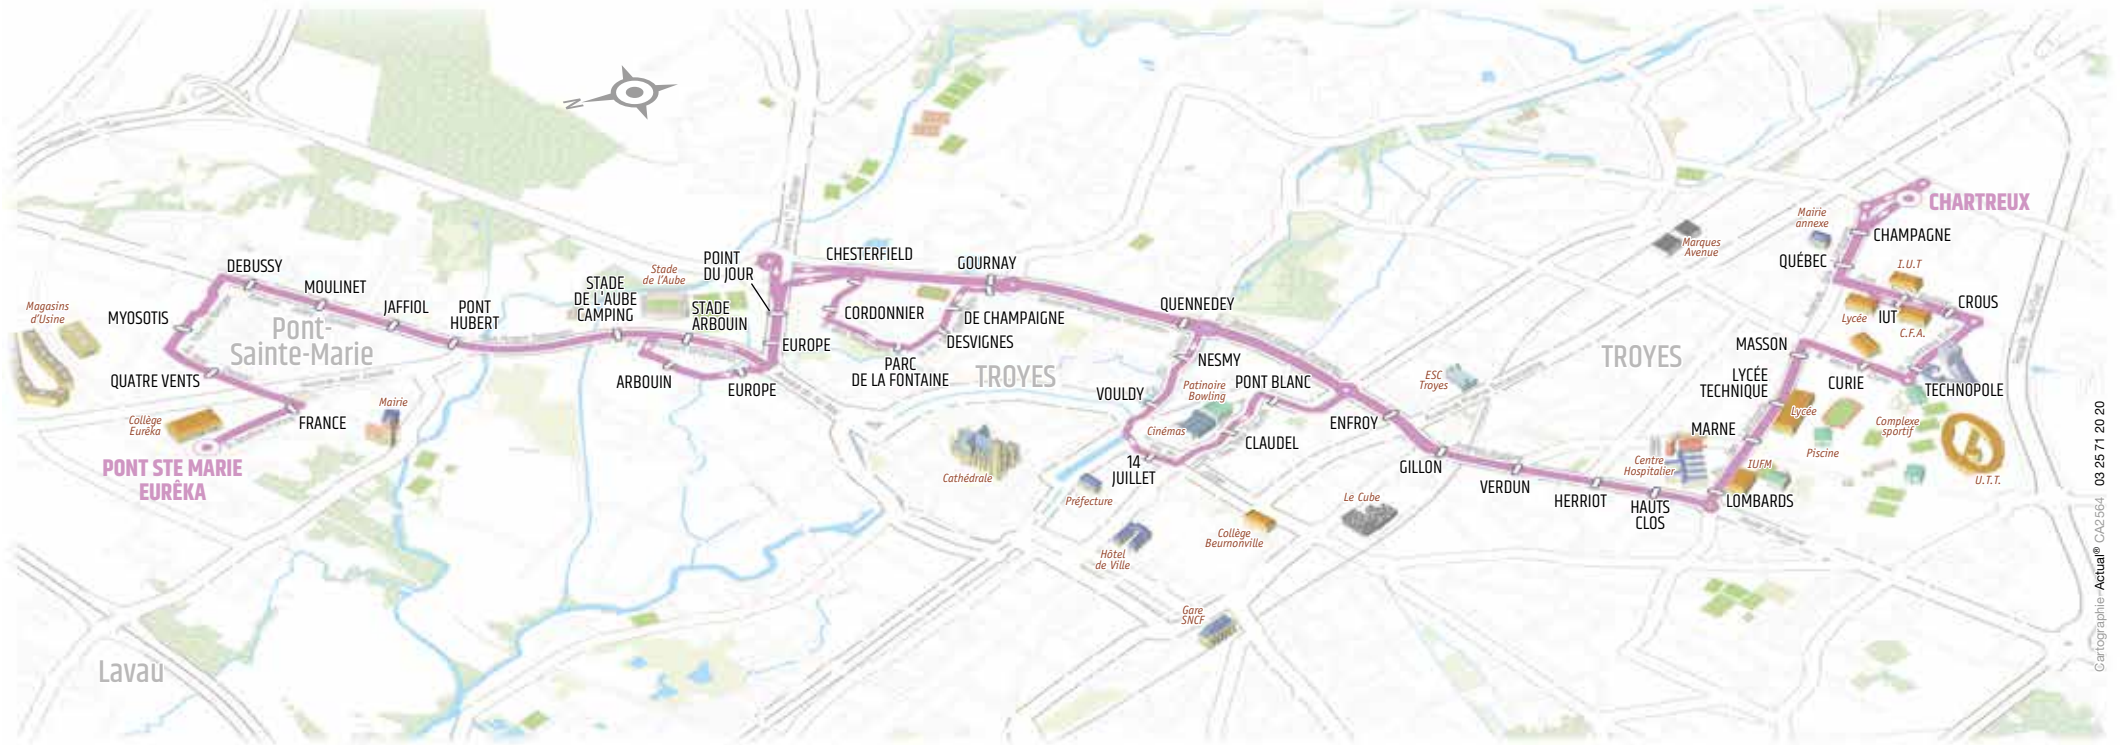 N
CHARTREUX
Mairie
annexe
CHAMPAGNE
QUÉBEC
I.U.T
Marques
Avenue
CROUS
Lycée
IUT
C.F.A.
MASSON
TROYES
CURIE
TECHNOPOLE
LYCÉE
TECHNIQUE
Lycée
Complexe
sportif
MARNE
Piscine
Centre
Hospitalier
IUFM
U.T.T.
LOMBARDS
HAUTS
CLOS
HERRIOT
VERDUN
GILLON
ENFROY
ESC
Troyes
Le Cube
QUENNEDEY
NESMY
PONT BLANC
Patinoire
Bowling
VOULDY
Cinémas
CLAUDEL
14
JUILLET
Préfecture
Hôtel
de Ville
Collège
Beurnonville
Gare
SNCF
Cathédrale
TROYES
GOURNAY
CHESTERFIELD
CORDONNIER
DE CHAMPAGNE
DESVIGNES
PARC
DE LA FONTAINE
POINT
DU JOUR
EUROPE
EUROPE
Stade
de l'Aube
STADE
DE L'AUBE
CAMPING
STADE
ARBOUIN
ARBOUIN
PONT
HUBERT
JAFFIOL
MOULINET
DEBUSSY
Pont-
Sainte-Marie
MYOSOTIS
Magasins
d'Usine
QUATRE VENTS
Mairie
Collège
Eurêka
FRANCE
PONT STE MARIE
EURÊKA
Lavau
Cartographie-Actual® CA2564 03 25 71 20 20